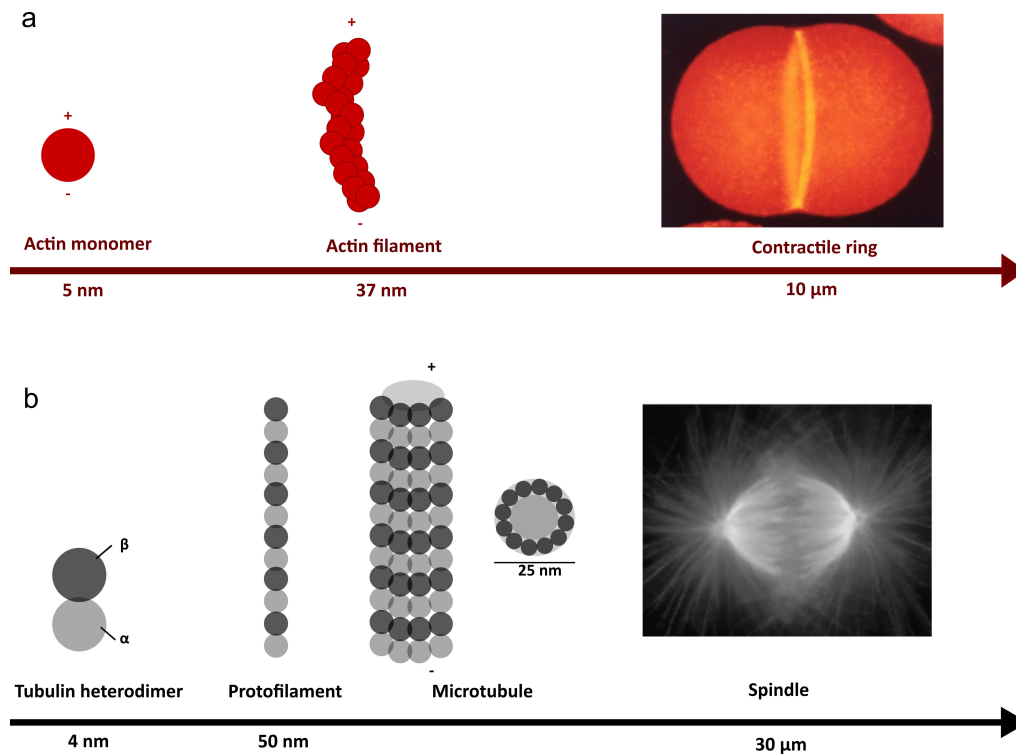 a
+
-
Actin monomer
5 nm
+
-
Actin filament
37 nm
Contractile ring
10 µm
b
β
α
Tubulin heterodimer
4 nm
Protofilament
50 nm
+
-
25 nm
Microtubule
Spindle
30 µm